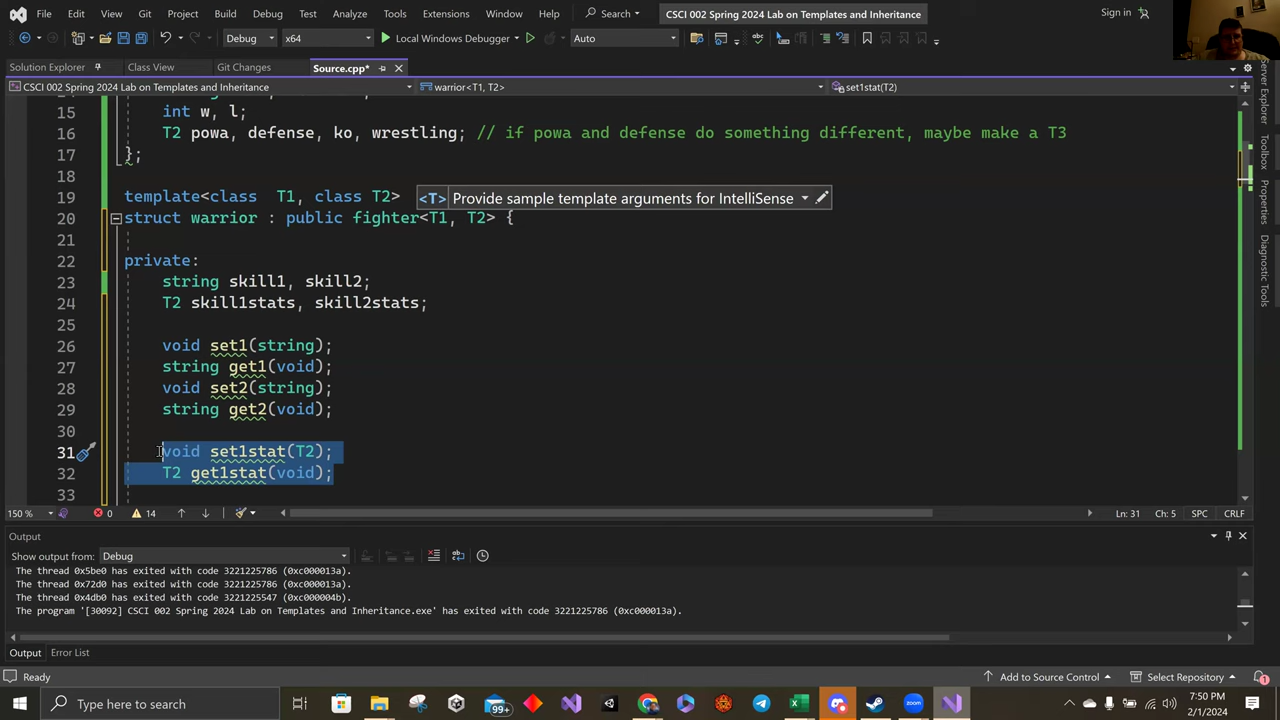 File Edit View Git Project Build Debug Test Analyze Tools Extensions Window Help Search CSCI 002 Spring 2024 Lab on Templates and Inheritance Sign in
Debug x64 Local Windows Debugger Auto
Solution Explorer Class View Git Changes Source.cpp*
CSCI 002 Spring 2024 Lab on Templates and Inheritance warrior<T1, T2> set1stat(T2)
15 int w, l;
16 T2 powa, defense, ko, wrestling; // if powa and defense do something different, maybe make a T3
17 };
18
19 template<class T1, class T2> <T> Provide sample template arguments for IntelliSense
20 struct warrior : public fighter<T1, T2> {
21
22 private:
23 string skill1, skill2;
24 T2 skill1stats, skill2stats;
25
26 void set1(string);
27 string get1(void);
28 void set2(string);
29 string get2(void);
30
31 void set1stat(T2);
32 T2 get1stat(void);
33
150 % 0 14 Ln: 31 Ch: 5 SPC CRLF
Output
Show output from: Debug
The thread 0x5be0 has exited with code 3221225786 (0xc000013a).
The thread 0x72d0 has exited with code 3221225786 (0xc000013a).
The thread 0x4db0 has exited with code 3221225547 (0xc000004b).
The program '[30092] CSCI 002 Spring 2024 Lab on Templates and Inheritance.exe' has exited with code 3221225786 (0xc000013a).
Output Error List
Ready Add to Source Control Select Repository 1
Type here to search 99+ 7:50 PM
2/1/2024
Server Explorer
Toolbox
Properties
Diagnostic Tools